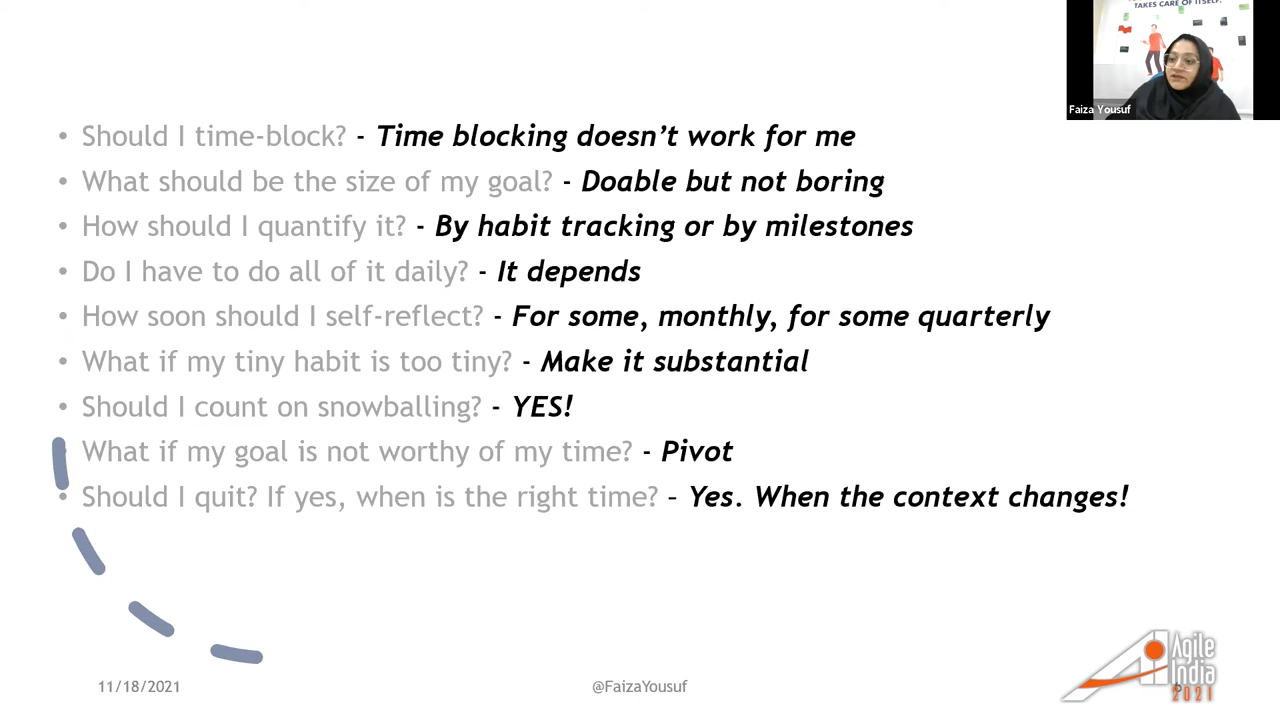 TAKES CARE OF ITSELF.
Faiza Yousuf
• Should I time-block? - Time blocking doesn’t work for me
• What should be the size of my goal? - Doable but not boring
• How should I quantify it? - By habit tracking or by milestones
• Do I have to do all of it daily? - It depends
• How soon should I self-reflect? - For some, monthly, for some quarterly
• What if my tiny habit is too tiny? - Make it substantial
• Should I count on snowballing? - YES!
• What if my goal is not worthy of my time? - Pivot
• Should I quit? If yes, when is the right time? – Yes. When the context changes!
11/18/2021
@FaizaYousuf
Agile
India
2021